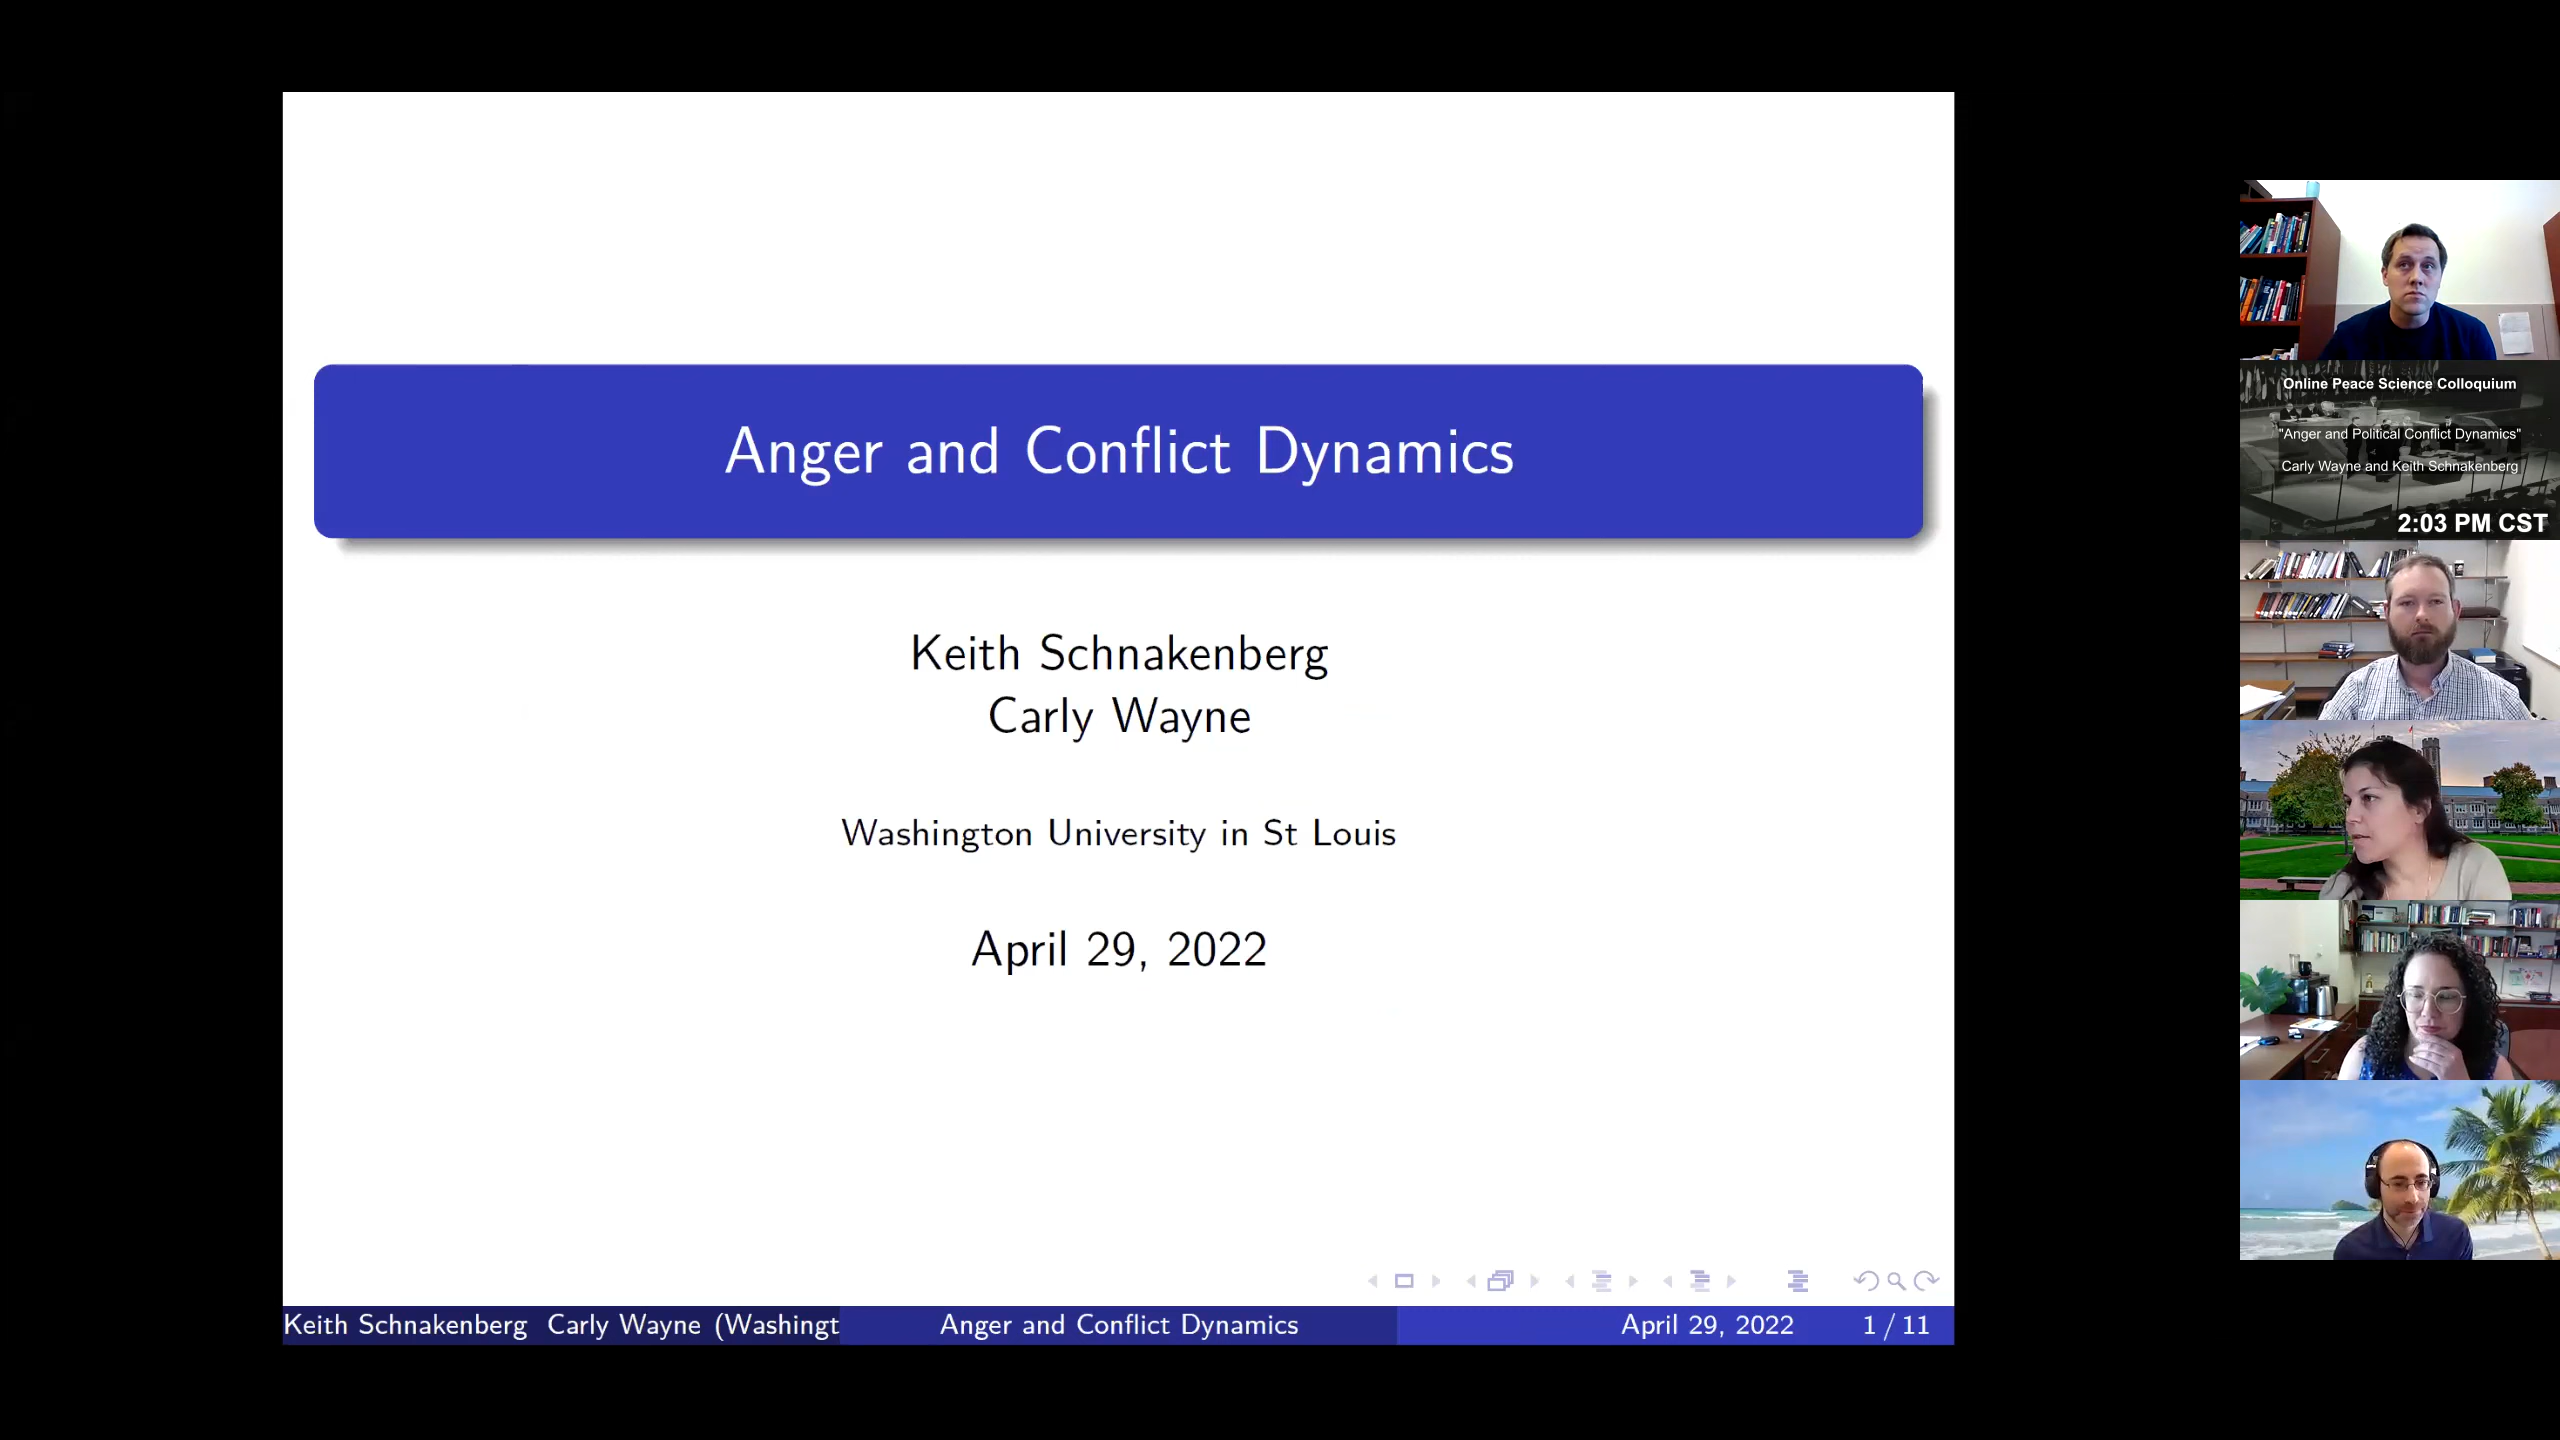 Anger and Conflict Dynamics
Keith Schnakenberg
Carly Wayne
Washington University in St Louis
April 29, 2022
Keith Schnakenberg Carly Wayne (Washingt
Anger and Conflict Dynamics
April 29, 2022
1 / 11
Online Peace Science Colloquium
"Anger and Political Conflict Dynamics"
Carly Wayne and Keith Schnakenberg
2:03 PM CST